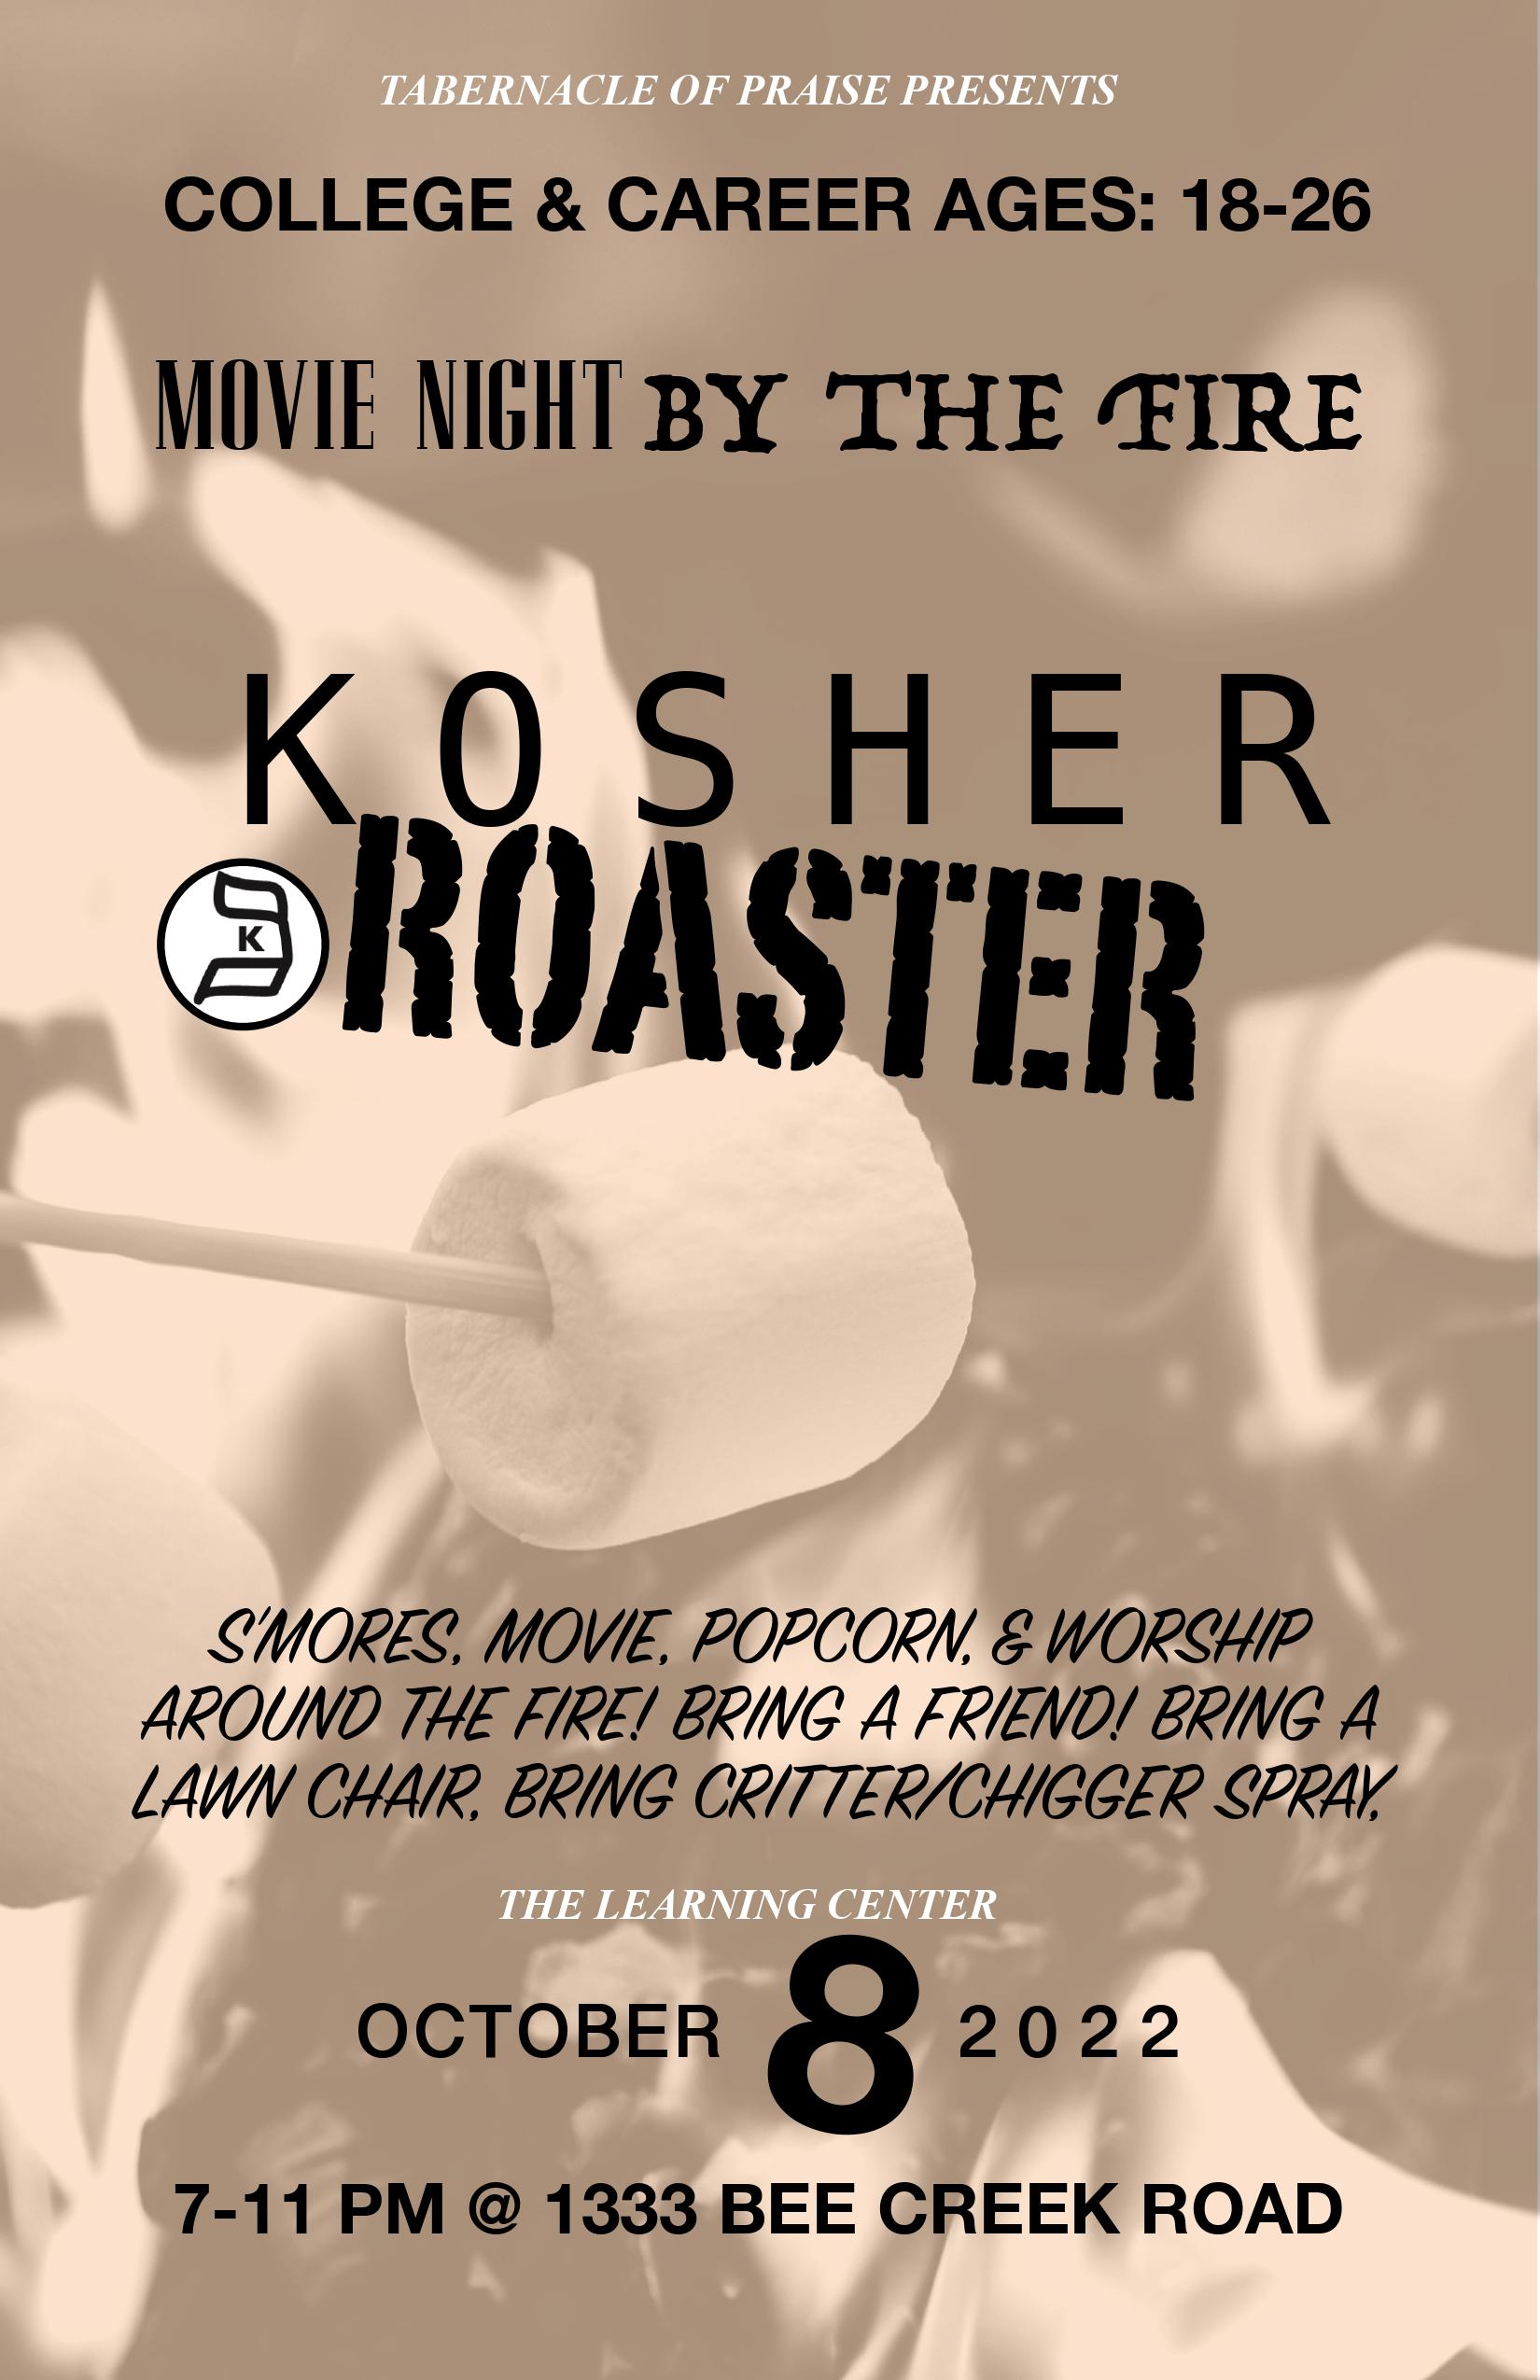 TABERNACLE OF PRAISE PRESENTS
COLLEGE & CAREER AGES: 18-26
MOVIE NIGHT BY THE FIRE
KOSHER
K ROASTER
S'MORES, MOVIE, POPCORN, & WORSHIP
AROUND THE FIRE! BRING A FRIEND! BRING A
LAWN CHAIR, BRING CRITTER/CHIGGER SPRAY,
THE LEARNING CENTER
OCTOBER 8 2022
7-11 PM @ 1333 BEE CREEK ROAD